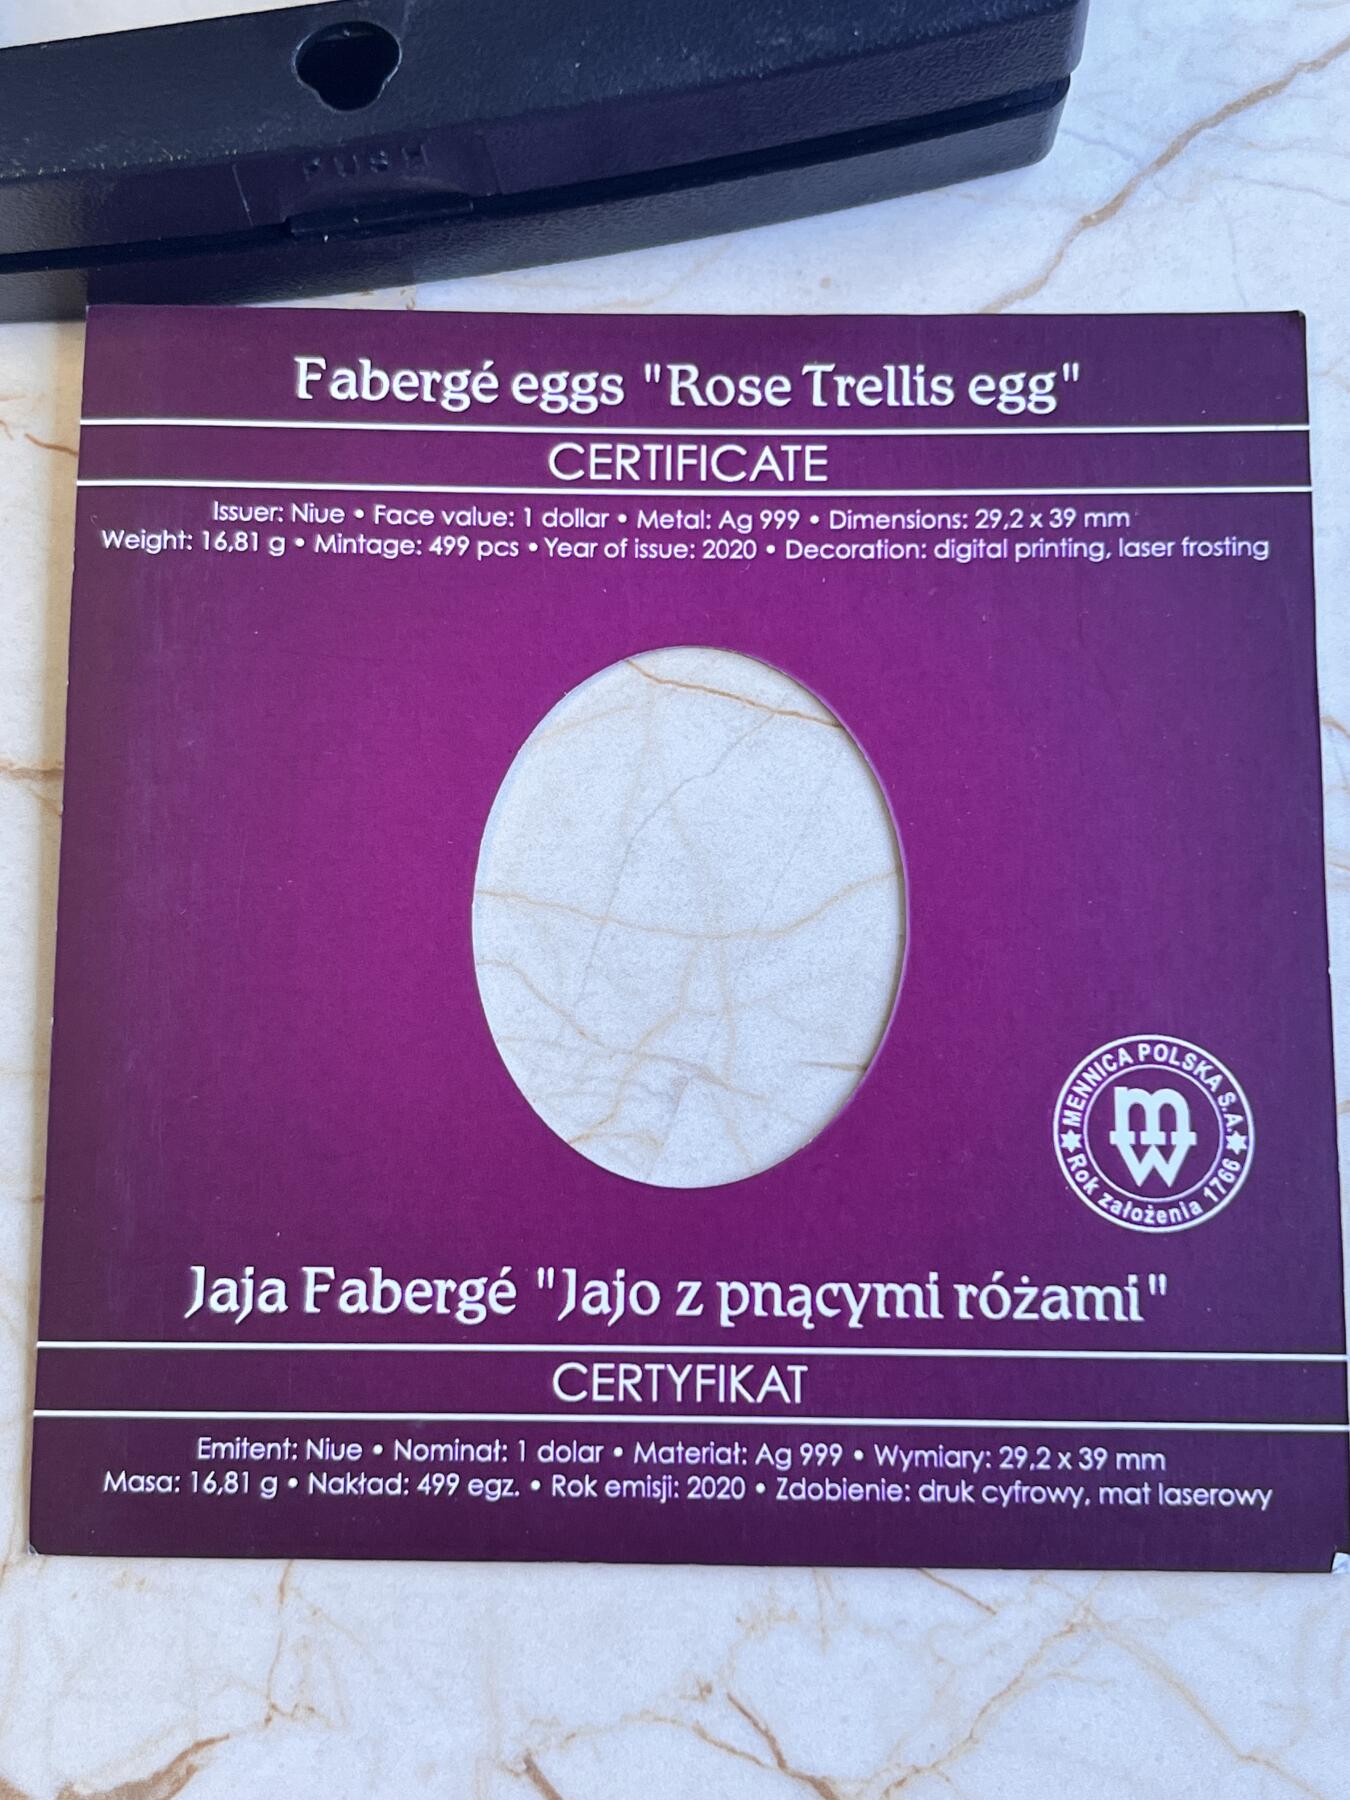 PUSH
Fabergé eggs "Rose Trellis egg"
CERTIFICATE
Issuer: Niue • Face value: 1 dollar • Metal: Ag 999 • Dimensions: 29,2 x 39 mm
Weight: 16,81 g • Mintage: 499 pcs • Year of issue: 2020 • Decoration: digital printing, laser frosting
MENNICA POLSKA S.A.
mw
Rok założenia 1766
Jaja Fabergé "Jajo z pnącymi różami"
CERTYFIKAT
Emitent: Niue • Nominał: 1 dolar • Materiał: Ag 999 • Wymiary: 29,2 x 39 mm
Masa: 16,81 g • Nakład: 499 egz. • Rok emisji: 2020 • Zdobienie: druk cyfrowy, mat laserowy